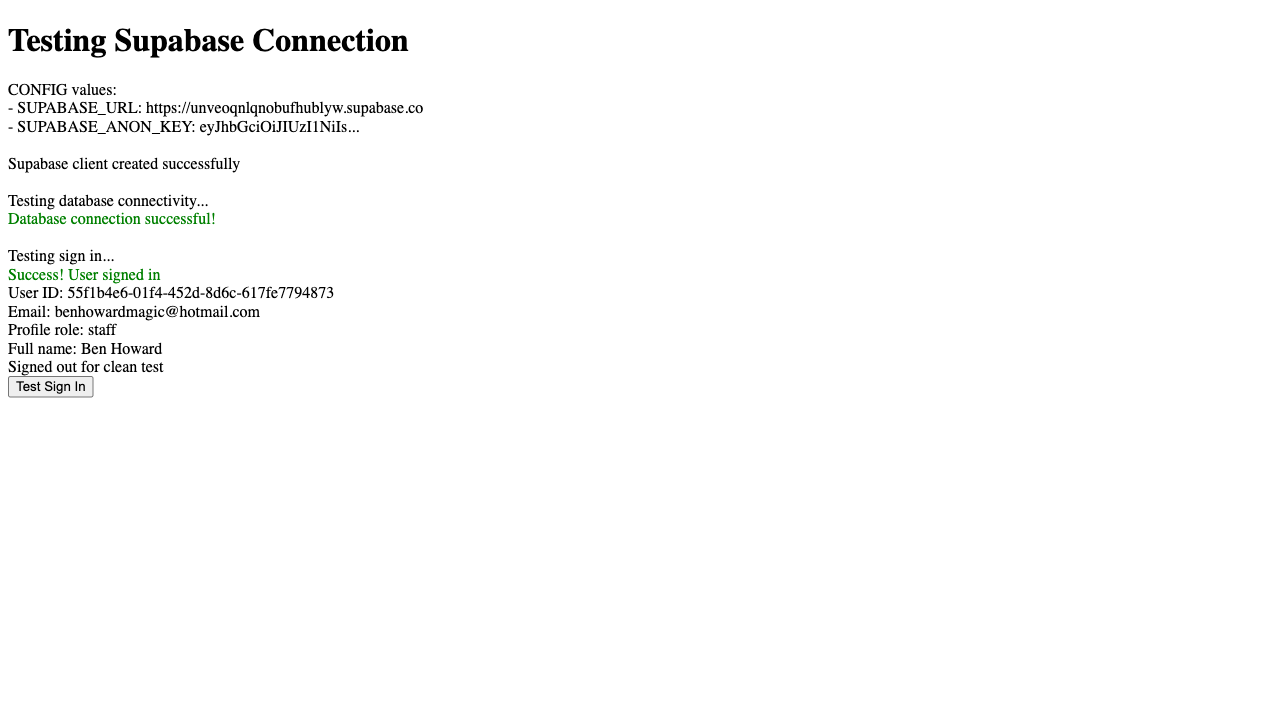 Testing Supabase Connection
CONFIG values:
- SUPABASE_URL: https://unveoqnlqnobufhublyw.supabase.co
- SUPABASE_ANON_KEY: eyJhbGciOiJIUzI1NiIs...
Supabase client created successfully
Testing database connectivity...
Database connection successful!
Testing sign in...
Success! User signed in
User ID: 55f1b4e6-01f4-452d-8d6c-617fe7794873
Email: benhowardmagic@hotmail.com
Profile role: staff
Full name: Ben Howard
Signed out for clean test
Test Sign In